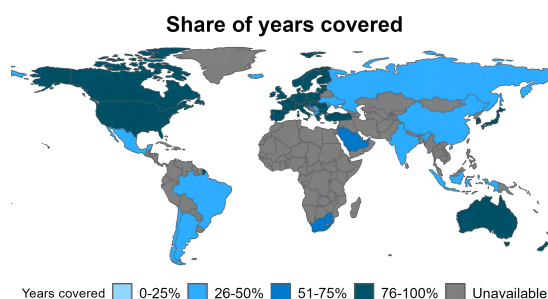 Share of years covered
Years covered 0-25% 26-50% 51-75% 76-100% Unavailable